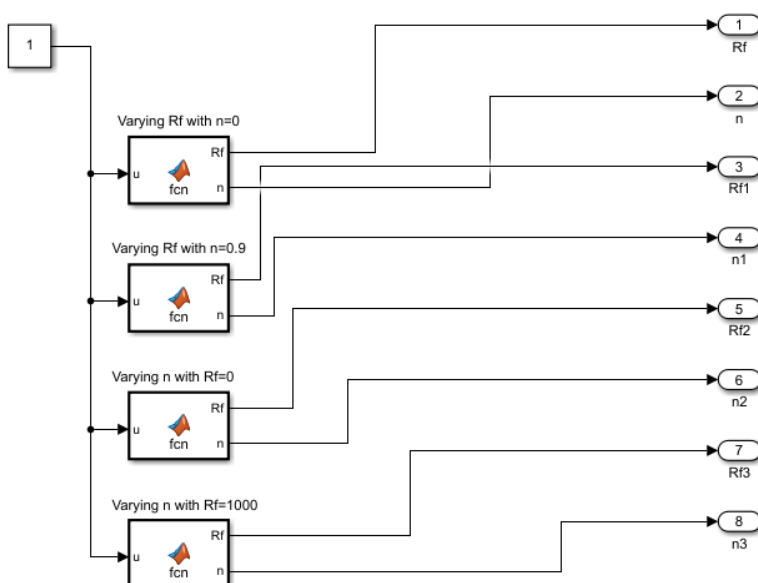 1
1
Rf
2
n
Varying Rf with n=0
u
fcn
Rf
n
3
Rf1
Varying Rf with n=0.9
u
fcn
Rf
n
4
n1
5
Rf2
Varying n with Rf=0
u
fcn
Rf
n
6
n2
7
Rf3
Varying n with Rf=1000
u
fcn
Rf
n
8
n3